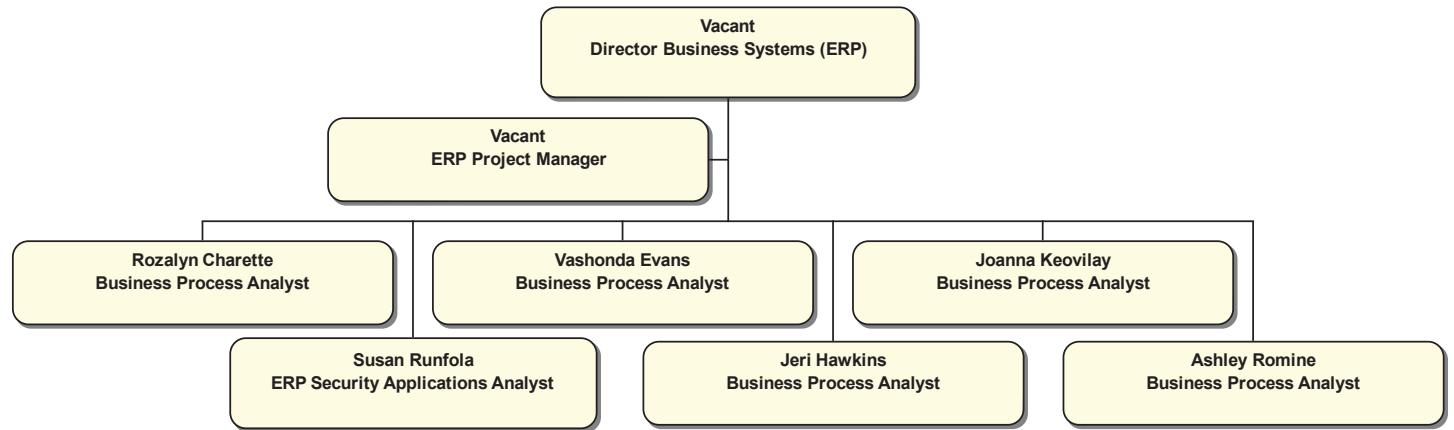 Vacant
Director Business Systems (ERP)
Vacant
ERP Project Manager
Rozalyn Charette
Business Process Analyst
Vashonda Evans
Business Process Analyst
Joanna Keovilay
Business Process Analyst
Susan Runfola
ERP Security Applications Analyst
Jeri Hawkins
Business Process Analyst
Ashley Romine
Business Process Analyst